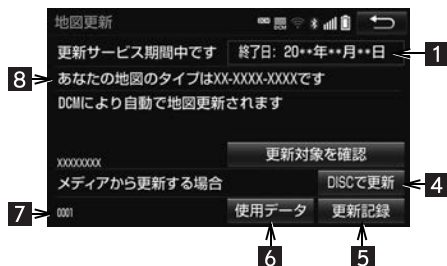 地図更新
更新サービス期間中です 終了日: 20**年**月**日 1
8 あなたの地図のタイプはXX-XXXX-XXXXです
DCMにより自動で地図更新されます
XXXXXXXX 更新対象を確認
メディアから更新する場合 DISCで更新 4
7 0001 使用データ 更新記録
6 5